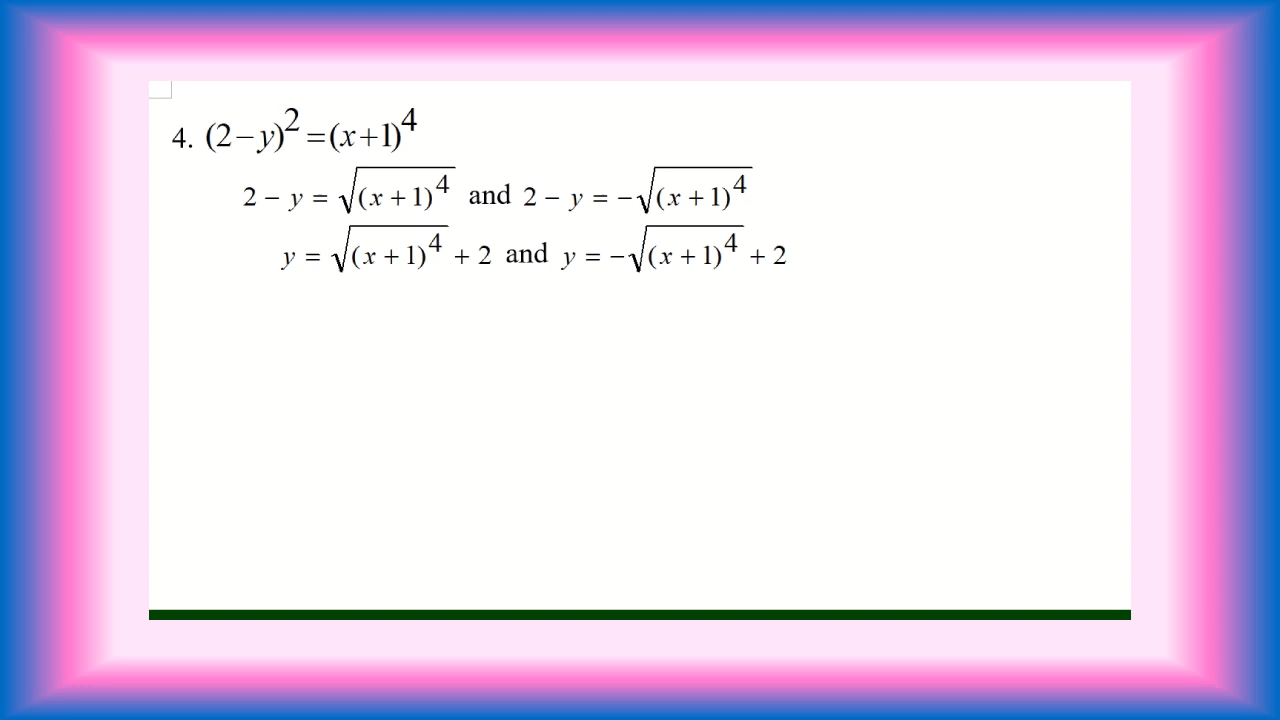 4. (2−y)² =(x+1)⁴
2 − y = √(x + 1)⁴ and 2 − y = −√(x + 1)⁴
y = √(x + 1)⁴ + 2 and y = −√(x + 1)⁴ + 2